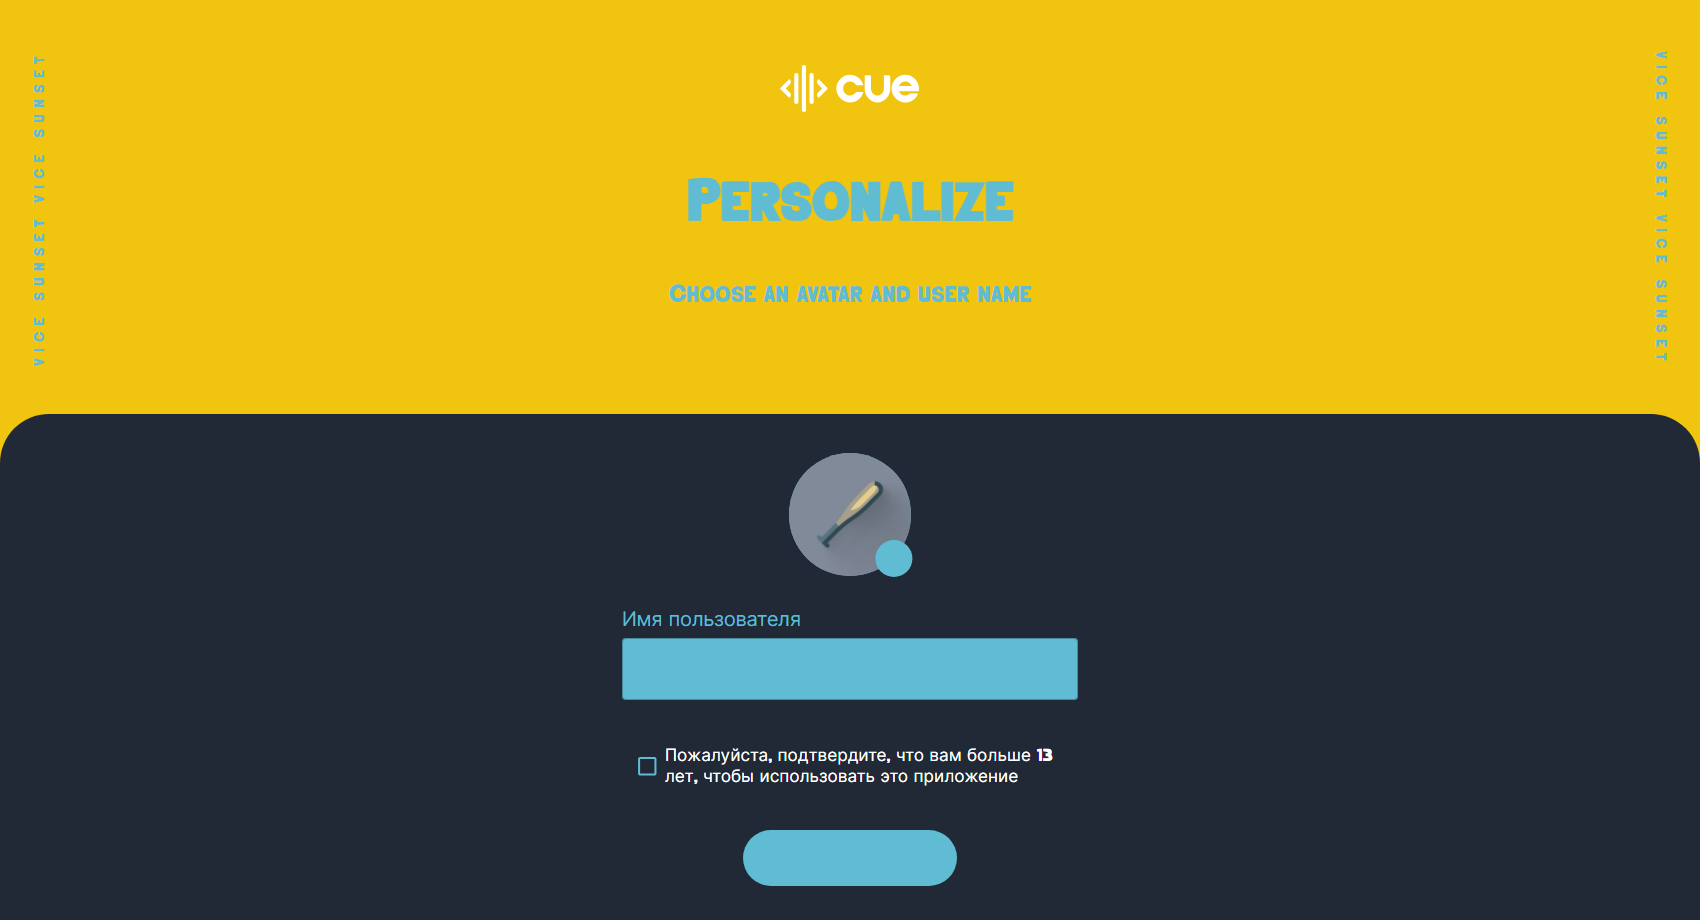 cue
VICE SUNSET VICE SUNSET
VICE SUNSET VICE SUNSET
PERSONALIZE
CHOOSE AN AVATAR AND USER NAME
Имя пользователя
Пожалуйста, подтвердите, что вам больше 13
лет, чтобы использовать это приложение